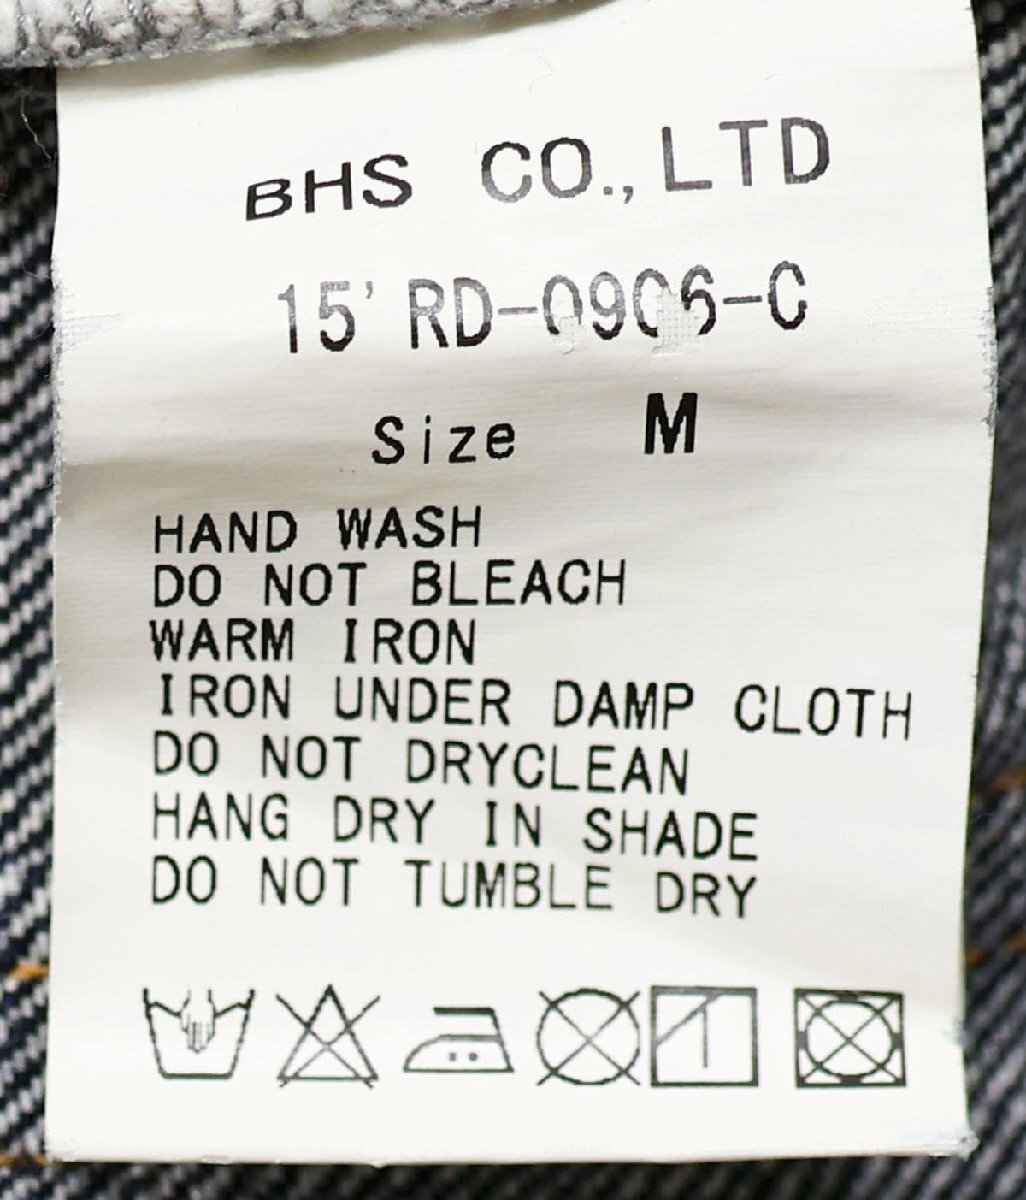 BHS CO., LTD
15' RD-0906-C
Size M
HAND WASH
DO NOT BLEACH
WARM IRON
IRON UNDER DAMP CLOTH
DO NOT DRYCLEAN
HANG DRY IN SHADE
DO NOT TUMBLE DRY